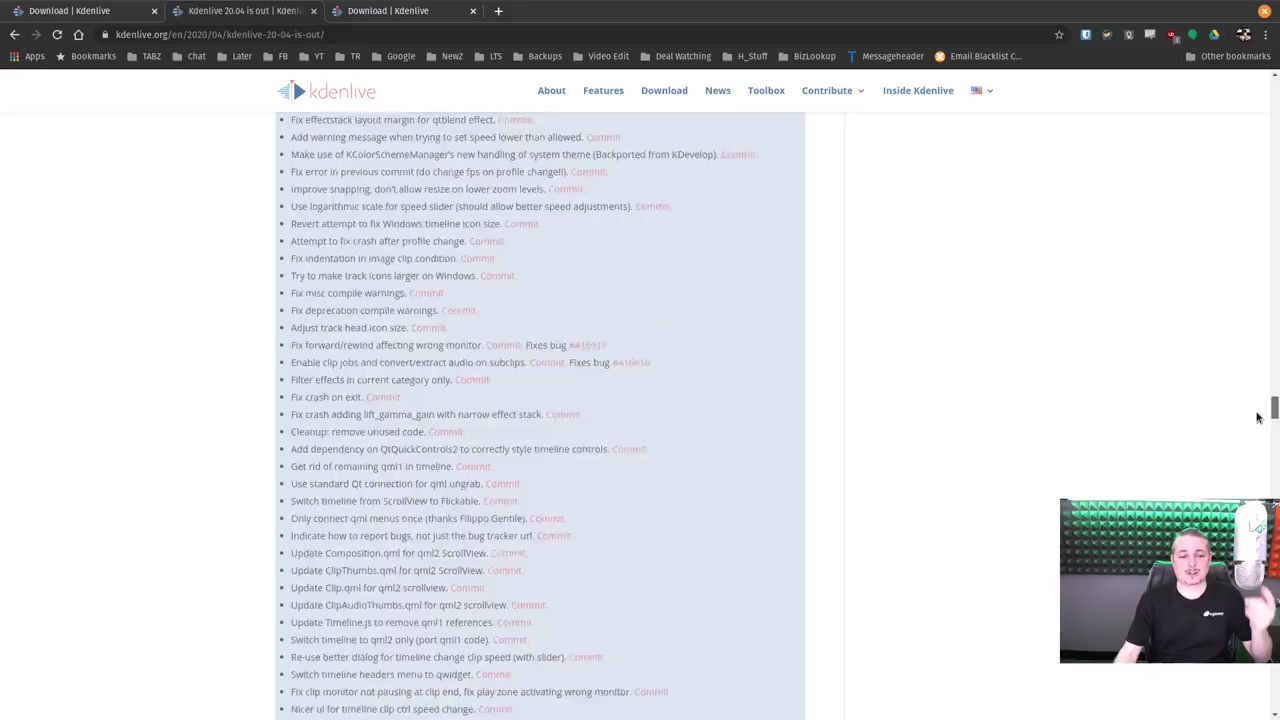 Download | Kdenlive
Kdenlive 20.04 is out | Kdenli
Download | Kdenlive
kdenlive.org/en/2020/04/kdenlive-20-04-is-out/
Apps Bookmarks TABZ Chat Later FB YT TR Google NewZ LTS Backups Video Edit Deal Watching H_Stuff BizLookup Messageheader Email Blacklist C... Other bookmarks
kdenlive
About Features Download News Toolbox Contribute Inside Kdenlive
Fix effectstack layout margin for qtblend effect. Commit.
Add warning message when trying to set speed lower than allowed. Commit.
Make use of KColorSchemeManager's new handling of system theme (Backported from KDevelop). Commit.
Fix error in previous commit (do change fps on profile change!!). Commit.
improve snapping, don't allow resize on lower zoom levels. Commit.
Use logarithmic scale for speed slider (should allow better speed adjustments). Commit.
Revert attempt to fix Windows timeline icon size. Commit.
Attempt to fix crash after profile change. Commit.
Fix indentation in image clip condition. Commit.
Try to make track icons larger on Windows. Commit.
Fix misc compile warnings. Commit.
Fix deprecation compile warnings. Commit.
Adjust track head icon size. Commit.
Fix forward/rewind affecting wrong monitor. Commit. Fixes bug
Enable clip jobs and convert/extract audio on subclips. Commit. Fixes bug
Filter effects in current category only. Commit.
Fix crash on exit. Commit.
Fix crash adding lift_gamma_gain with narrow effect stack. Commit.
Cleanup: remove unused code. Commit.
Add dependency on QtQuickControls2 to correctly style timeline controls. Commit.
Get rid of remaining qml1 in timeline. Commit.
Use standard Qt connection for qml ungrab. Commit.
Switch timeline from ScrollView to Flickable. Commit.
Only connect qml menus once (thanks Filippo Gentile). Commit.
Indicate how to report bugs, not just the bug tracker url. Commit.
Update Composition.qml for qml2 ScrollView. Commit.
Update ClipThumbs.qml for qml2 ScrollView. Commit.
Update Clip.qml for qml2 scrollview. Commit.
Update ClipAudioThumbs.qml for qml2 scrollview. Commit.
Update Timeline.js to remove qml1 references. Commit.
Switch timeline to qml2 only (port qml1 code). Commit.
Re-use better dialog for timeline change clip speed (with slider). Commit.
Switch timeline headers menu to qwidget. Commit.
Fix clip monitor not pausing at clip end, fix play zone activating wrong monitor. Commit.
Nicer ui for timeline clip ctrl speed change. Commit.